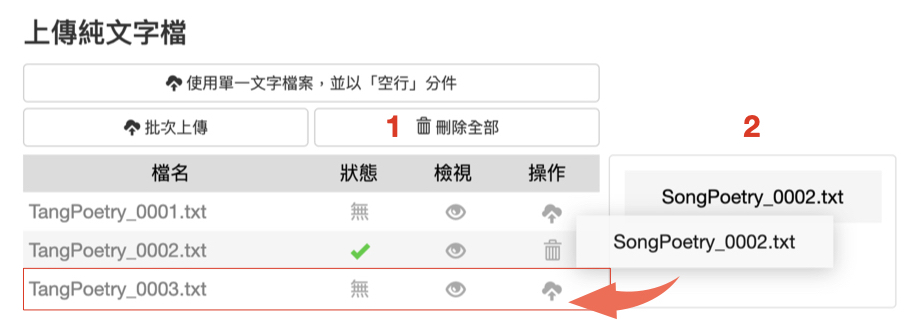 上傳純文字檔
使用單一文字檔案，並以「空行」分件
批次上傳
1 刪除全部
2
檔名 狀態 檢視 操作
TangPoetry_0001.txt 無
TangPoetry_0002.txt
TangPoetry_0003.txt 無
SongPoetry_0002.txt
SongPoetry_0002.txt